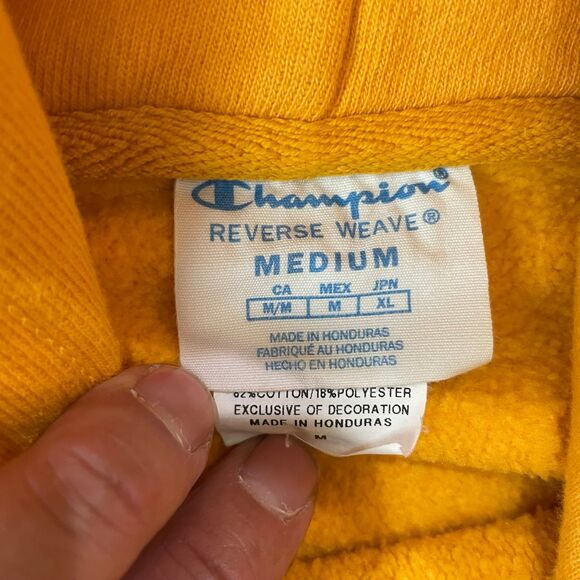 Champion®
REVERSE WEAVE®
MEDIUM
CA MEX JPN
M/M M XL
MADE IN HONDURAS
FABRIQUÉ AU HONDURAS
HECHO EN HONDURAS
82%COTTON/18%POLYESTER
EXCLUSIVE OF DECORATION
MADE IN HONDURAS
M